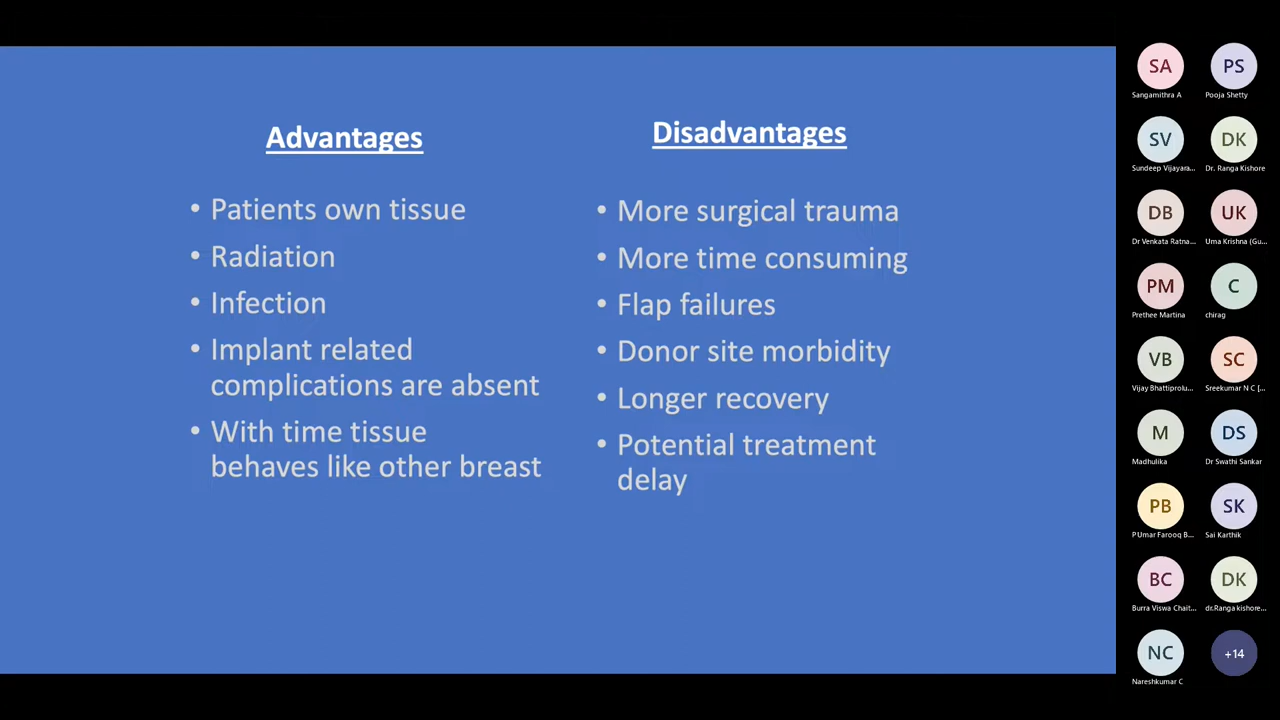 Advantages
• Patients own tissue
• Radiation
• Infection
• Implant related
complications are absent
• With time tissue
behaves like other breast
Disadvantages
• More surgical trauma
• More time consuming
• Flap failures
• Donor site morbidity
• Longer recovery
• Potential treatment
delay
SA
Sangamithra A
PS
Pooja Shetty
SV
Sundeep Vijayara...
DK
Dr. Ranga Kishore
DB
Dr Venkata Ratna...
UK
Uma Krishna (Gu...
PM
Prethee Martina
C
chirag
VB
Vijay Bhattiprolu...
SC
Sreekumar N C [...
M
Madhulika
DS
Dr Swathi Sankar
PB
P Umar Farooq B...
SK
Sai Karthik
BC
Burra Viswa Chait...
DK
dr.Ranga kishore...
NC
Nareshkumar C
+14